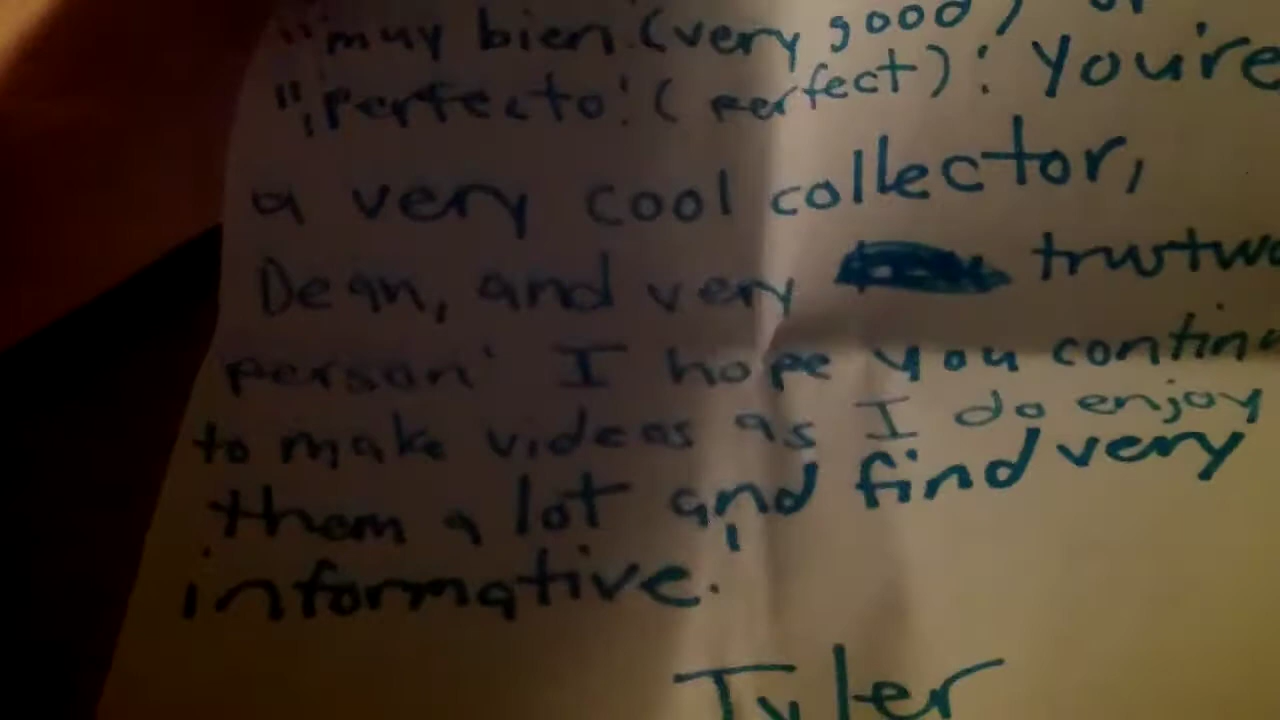 "muy bien'(very good) or
"¡Perfecto!(perfect). You're
a very cool collector,
Dean, and very
person. I hope you
to make videos as I do enjoy
them a lot and find very
informative.
Tyler